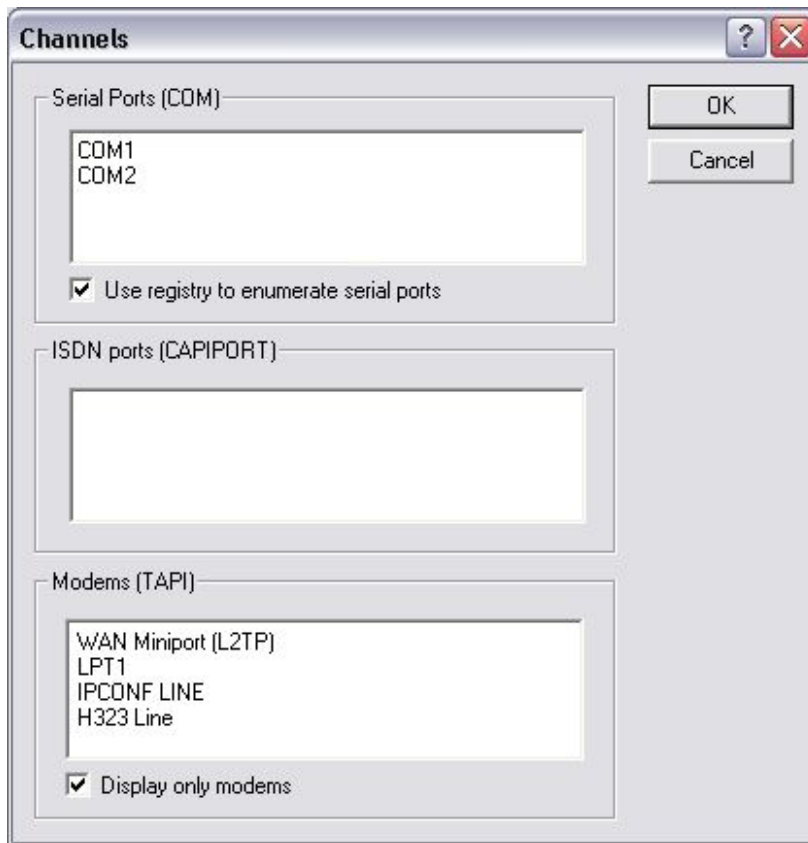 Channels
?
Serial Ports (COM)
COM1
COM2
Use registry to enumerate serial ports
OK
Cancel
ISDN ports (CAPIPORT)
Modems (TAPI)
WAN Miniport (L2TP)
LPT1
IPCONF LINE
H323 Line
Display only modems